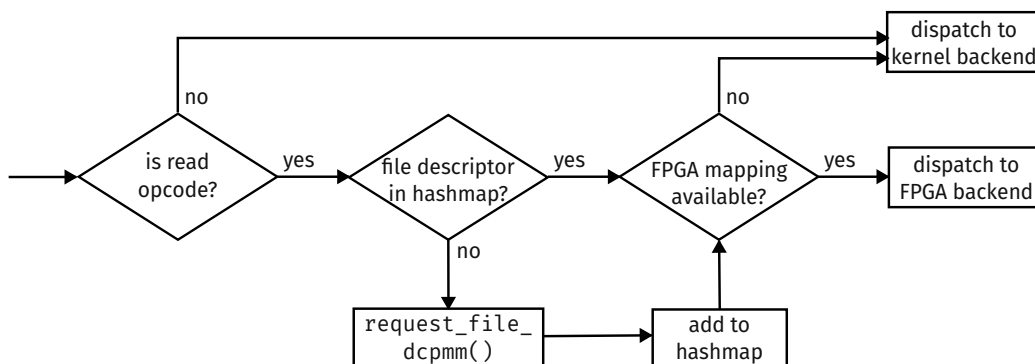 dispatch to
kernel backend
no
no
is read
opcode?
yes
file descriptor
in hashmap?
yes
FPGA mapping
available?
yes
dispatch to
FPGA backend
no
request_file_
dcpmm()
add to
hashmap